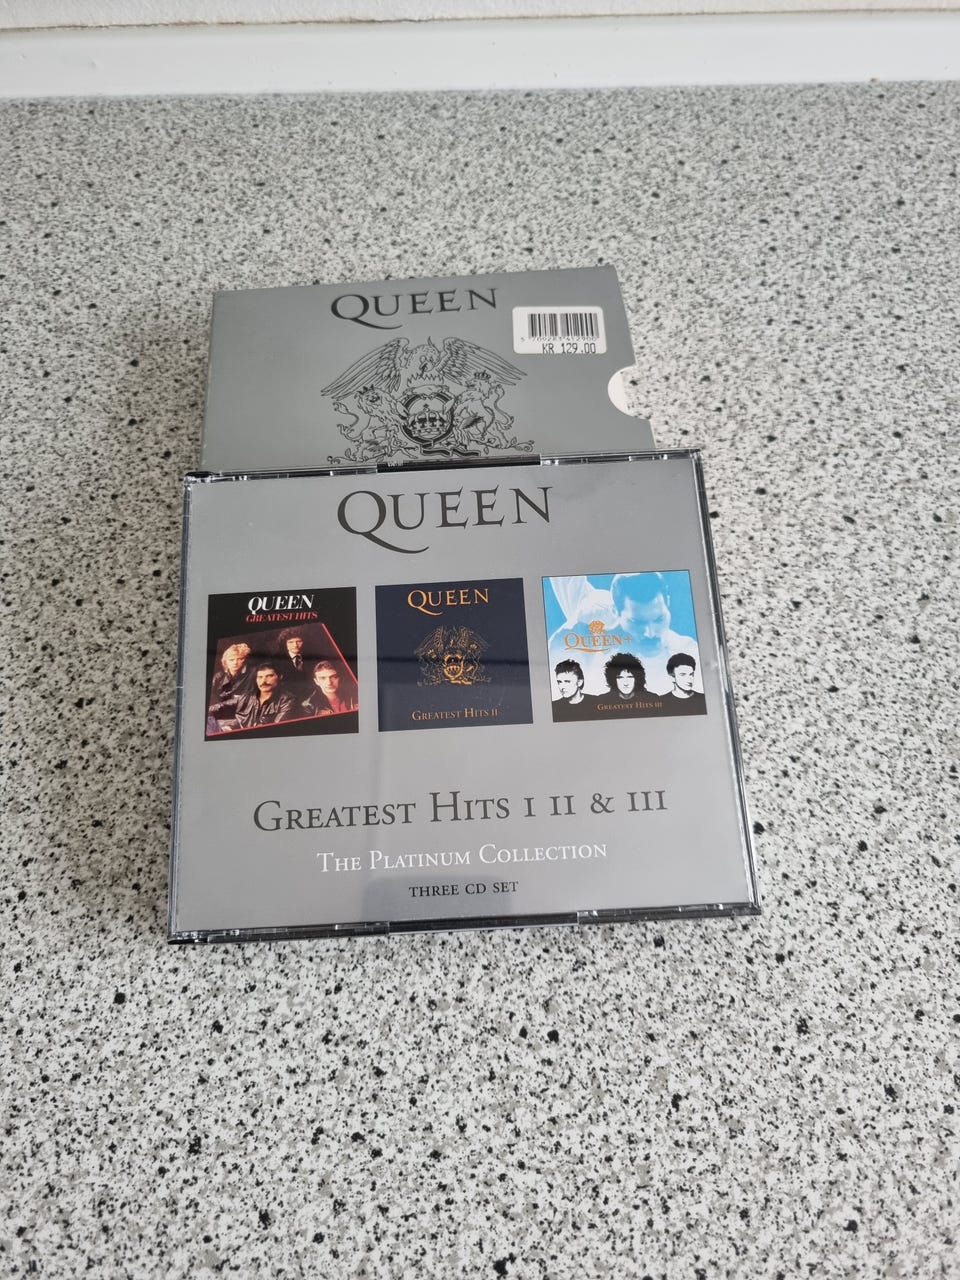 QUEEN
KR 129.00
QUEEN
QUEEN
GREATEST HITS
QUEEN
GREATEST HITS II
QUEEN+
GREATEST HITS III
GREATEST HITS I II & III
THE PLATINUM COLLECTION
THREE CD SET